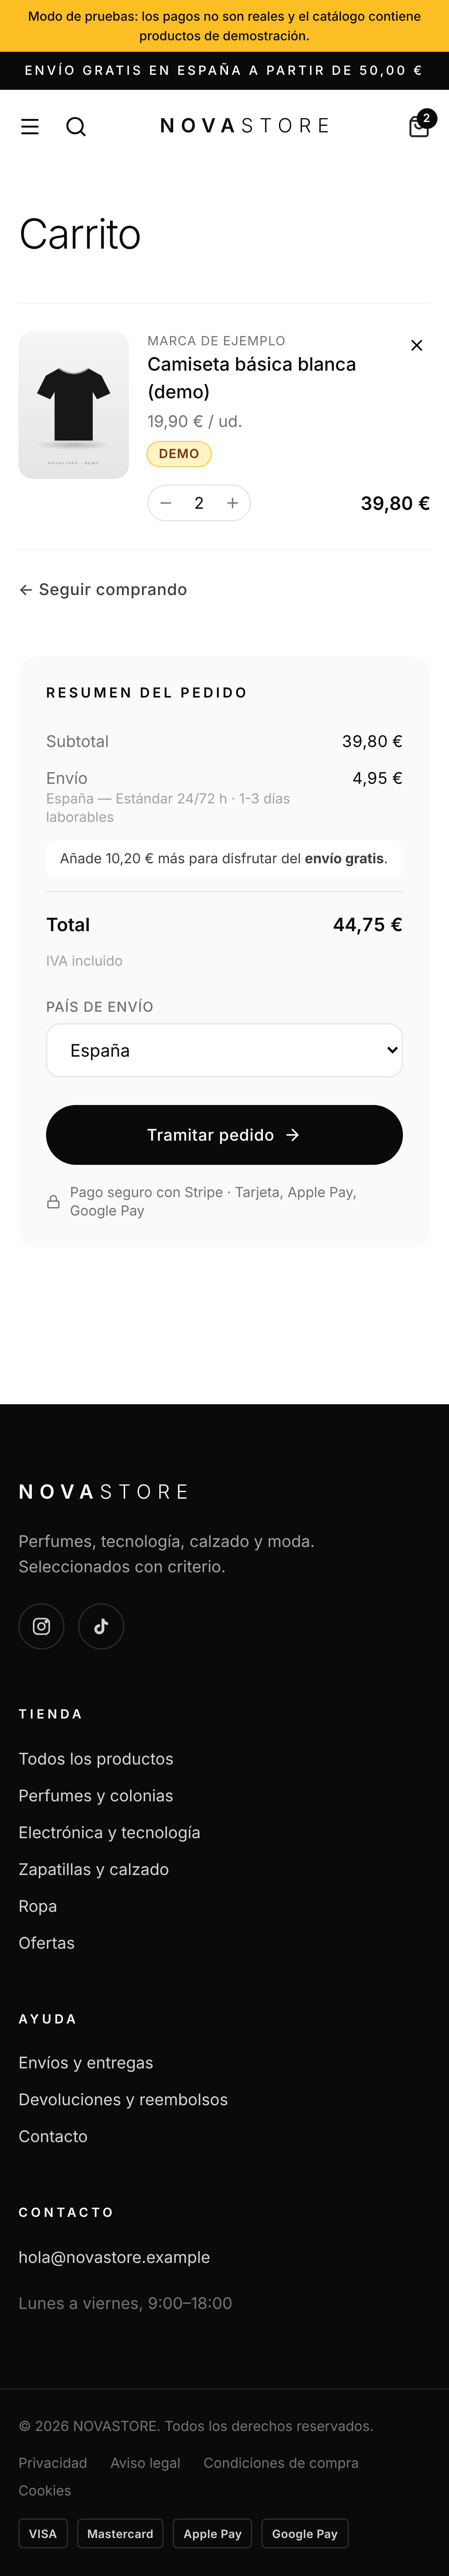 Modo de pruebas: los pagos no son reales y el catálogo contiene
productos de demostración.
ENVÍO GRATIS EN ESPAÑA A PARTIR DE 50,00 €
NOVASTORE
2
Carrito
MARCA DE EJEMPLO
Camiseta básica blanca
(demo)
19,90 € / ud.
DEMO
NOVASTORE · DEMO
− 2 + 39,80 €
← Seguir comprando
RESUMEN DEL PEDIDO
Subtotal 39,80 €
Envío 4,95 €
España — Estándar 24/72 h · 1-3 días
laborables
Añade 10,20 € más para disfrutar del envío gratis.
Total 44,75 €
IVA incluido
PAÍS DE ENVÍO
España
Tramitar pedido →
Pago seguro con Stripe · Tarjeta, Apple Pay,
Google Pay
NOVASTORE
Perfumes, tecnología, calzado y moda.
Seleccionados con criterio.
TIENDA
Todos los productos
Perfumes y colonias
Electrónica y tecnología
Zapatillas y calzado
Ropa
Ofertas
AYUDA
Envíos y entregas
Devoluciones y reembolsos
Contacto
CONTACTO
hola@novastore.example
Lunes a viernes, 9:00–18:00
© 2026 NOVASTORE. Todos los derechos reservados.
Privacidad Aviso legal Condiciones de compra
Cookies
VISA Mastercard Apple Pay Google Pay